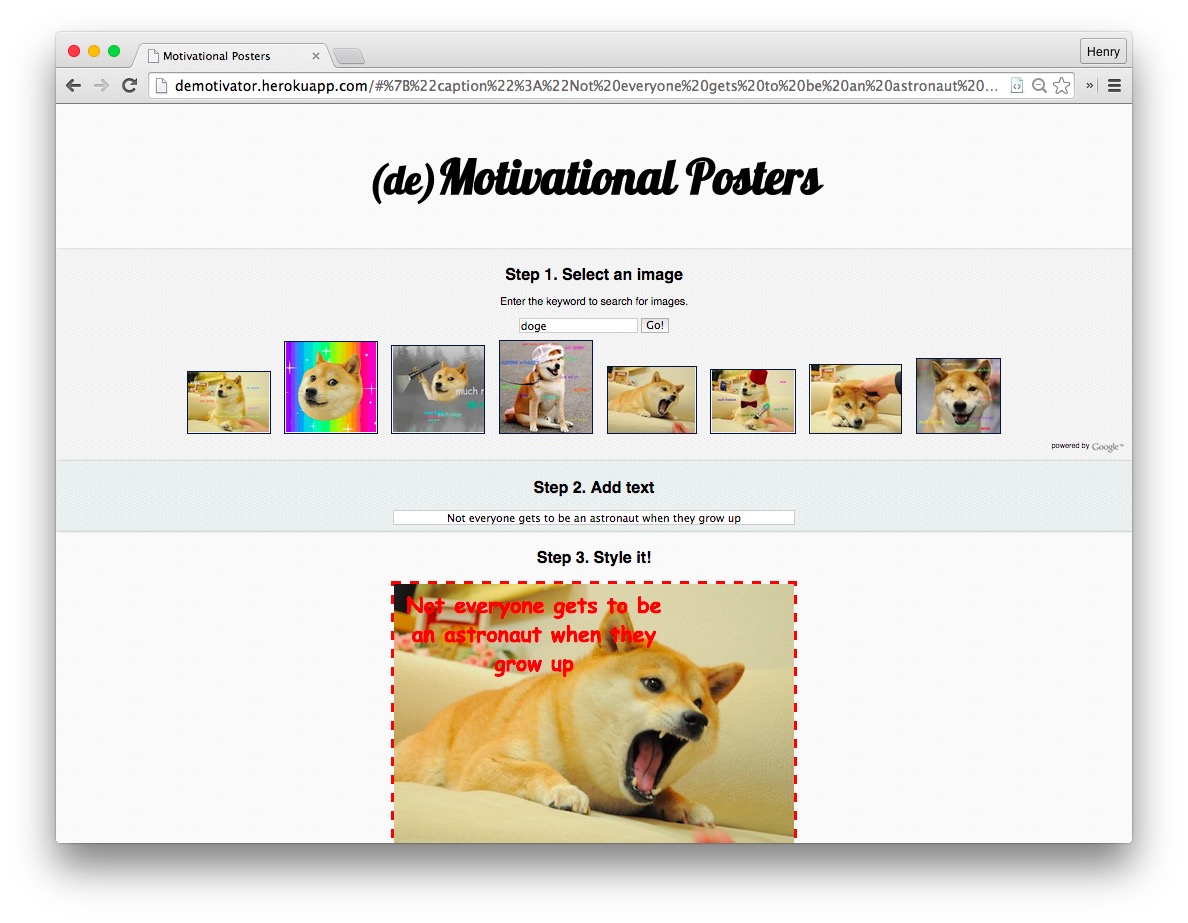 Motivational Posters
Henry
demotivator.herokuapp.com/#%7B%22caption%22%3A%22Not%20everyone%20gets%20to%20be%20an%20astronaut%20...
(de)Motivational Posters
Step 1. Select an image
Enter the keyword to search for images.
doge
Go!
much r
powered by Google™
Step 2. Add text
Not everyone gets to be an astronaut when they grow up
Step 3. Style it!
Not everyone gets to be
an astronaut when they
grow up